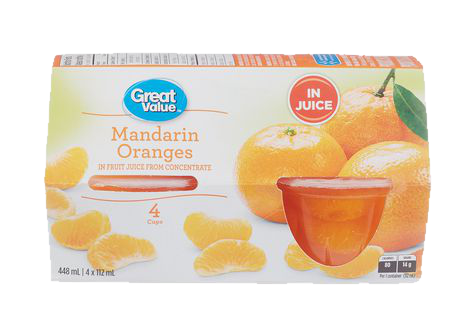 Great
Value
IN
JUICE
Mandarin
Oranges
IN FRUIT JUICE FROM CONCENTRATE
4
Cups
448 mL | 4 x 112 mL
CALORIES
80
14 g
Per 1 container (112 mL)